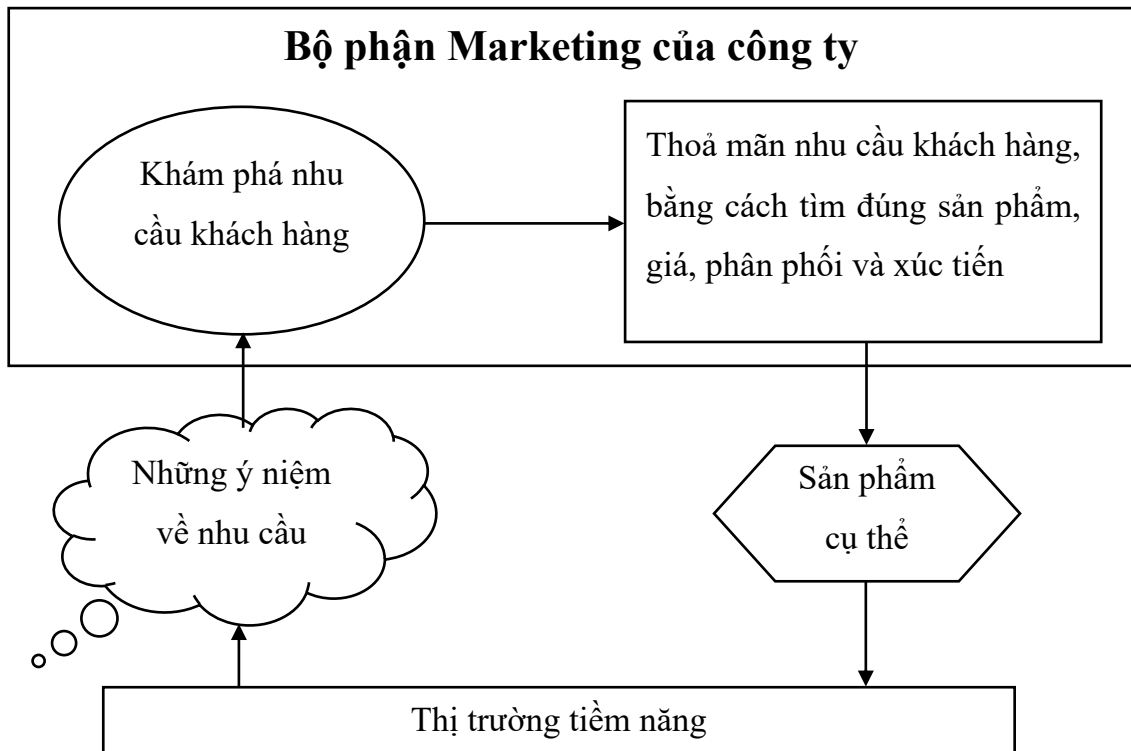 Bộ phận Marketing của công ty
Khám phá nhu
cầu khách hàng
Thoả mãn nhu cầu khách hàng,
bằng cách tìm đúng sản phẩm,
giá, phân phối và xúc tiến
Những ý niệm
về nhu cầu
Sản phẩm
cụ thể
Thị trường tiềm năng